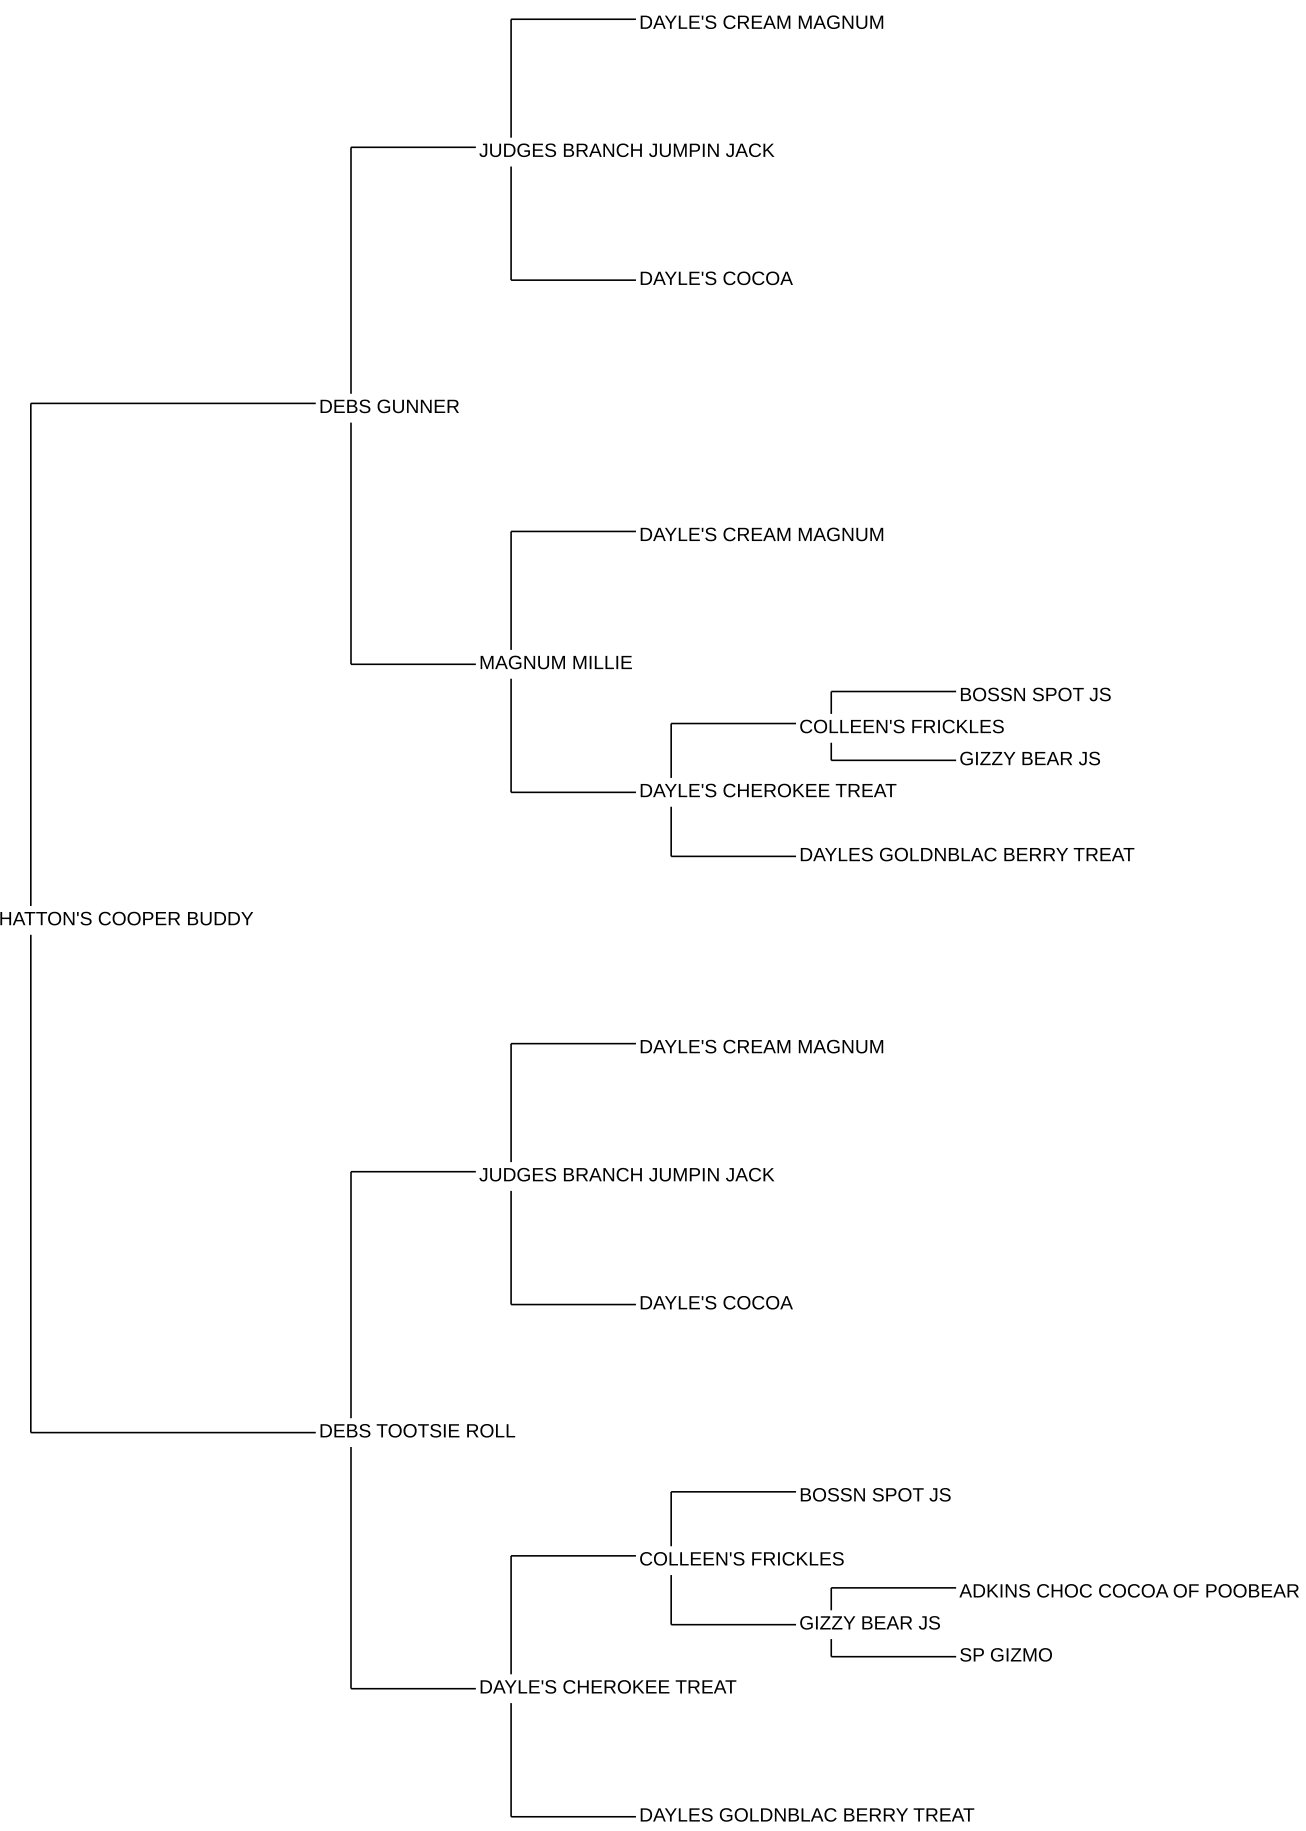 DAYLE'S CREAM MAGNUM
JUDGES BRANCH JUMPIN JACK
DAYLE'S COCOA
DEBS GUNNER
DAYLE'S CREAM MAGNUM
MAGNUM MILLIE
BOSSN SPOT JS
COLLEEN'S FRICKLES
GIZZY BEAR JS
DAYLE'S CHEROKEE TREAT
DAYLES GOLDNBLAC BERRY TREAT
HATTON'S COOPER BUDDY
DAYLE'S CREAM MAGNUM
JUDGES BRANCH JUMPIN JACK
DAYLE'S COCOA
DEBS TOOTSIE ROLL
BOSSN SPOT JS
COLLEEN'S FRICKLES
ADKINS CHOC COCOA OF POOBEAR
GIZZY BEAR JS
SP GIZMO
DAYLE'S CHEROKEE TREAT
DAYLES GOLDNBLAC BERRY TREAT